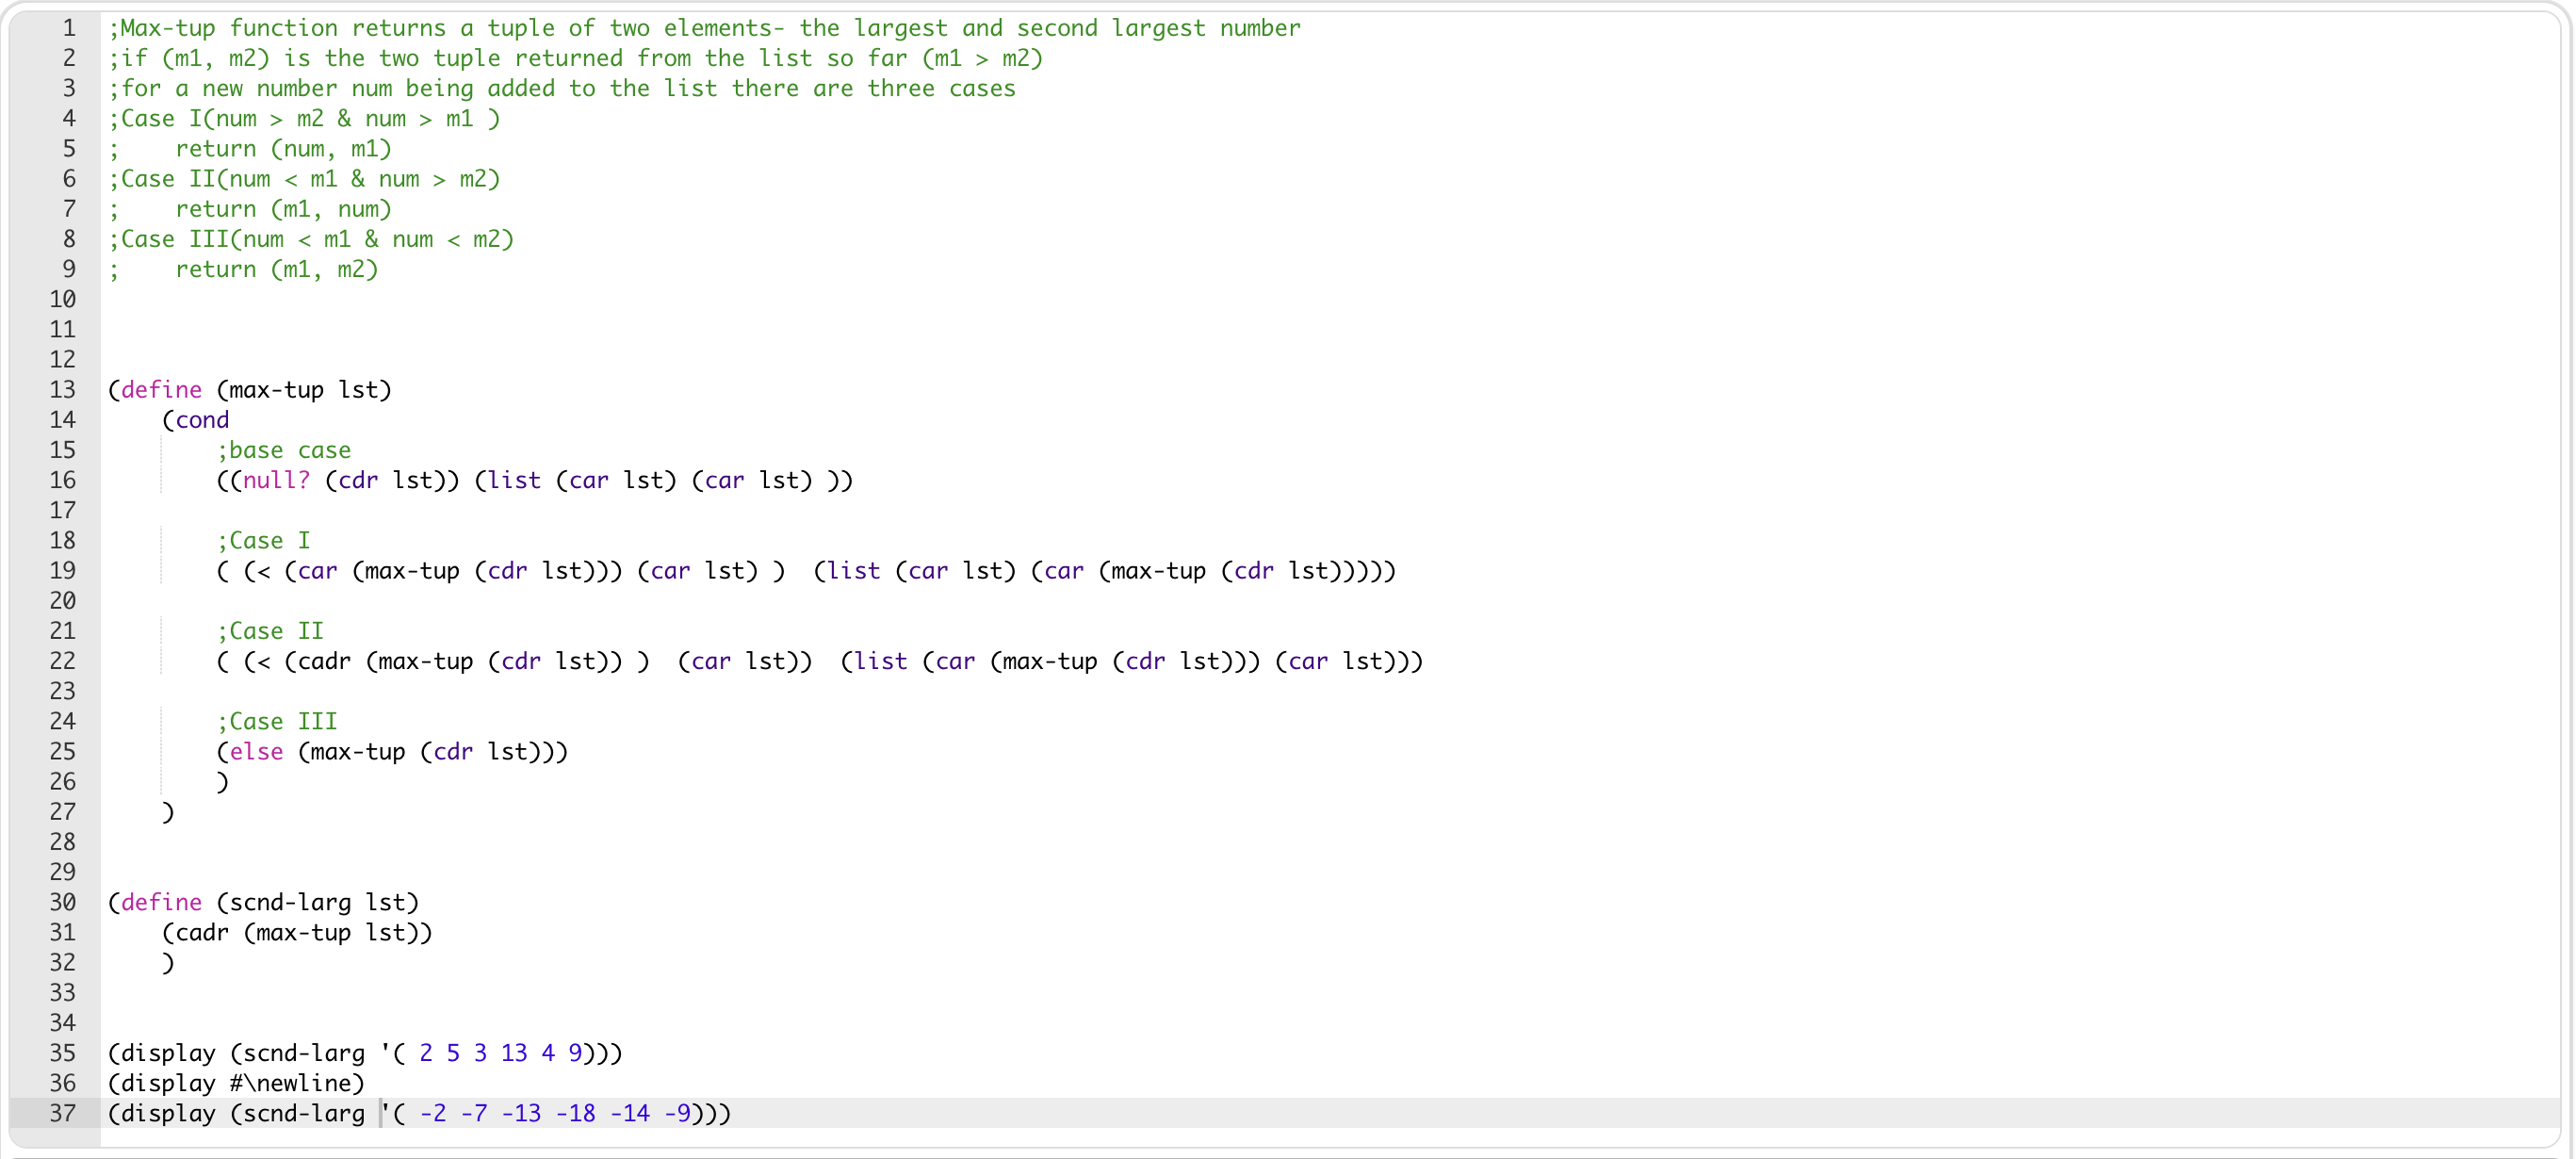 1 ;Max-tup function returns a tuple of two elements- the largest and second largest number
2 ;if (m1, m2) is the two tuple returned from the list so far (m1 > m2)
3 ;for a new number num being added to the list there are three cases
4 ;Case I(num > m2 & num > m1 )
5 ;    return (num, m1)
6 ;Case II(num < m1 & num > m2)
7 ;    return (m1, num)
8 ;Case III(num < m1 & num < m2)
9 ;    return (m1, m2)
10
11
12
13 (define (max-tup lst)
14     (cond
15         ;base case
16         ((null? (cdr lst)) (list (car lst) (car lst) ))
17
18         ;Case I
19         ( (< (car (max-tup (cdr lst))) (car lst) )  (list (car lst) (car (max-tup (cdr lst)))))
20
21         ;Case II
22         ( (< (cadr (max-tup (cdr lst)) )  (car lst))  (list (car (max-tup (cdr lst))) (car lst)))
23
24         ;Case III
25         (else (max-tup (cdr lst)))
26         )
27     )
28
29
30 (define (scnd-larg lst)
31     (cadr (max-tup lst))
32     )
33
34
35 (display (scnd-larg '( 2 5 3 13 4 9)))
36 (display #\newline)
37 (display (scnd-larg '( -2 -7 -13 -18 -14 -9)))